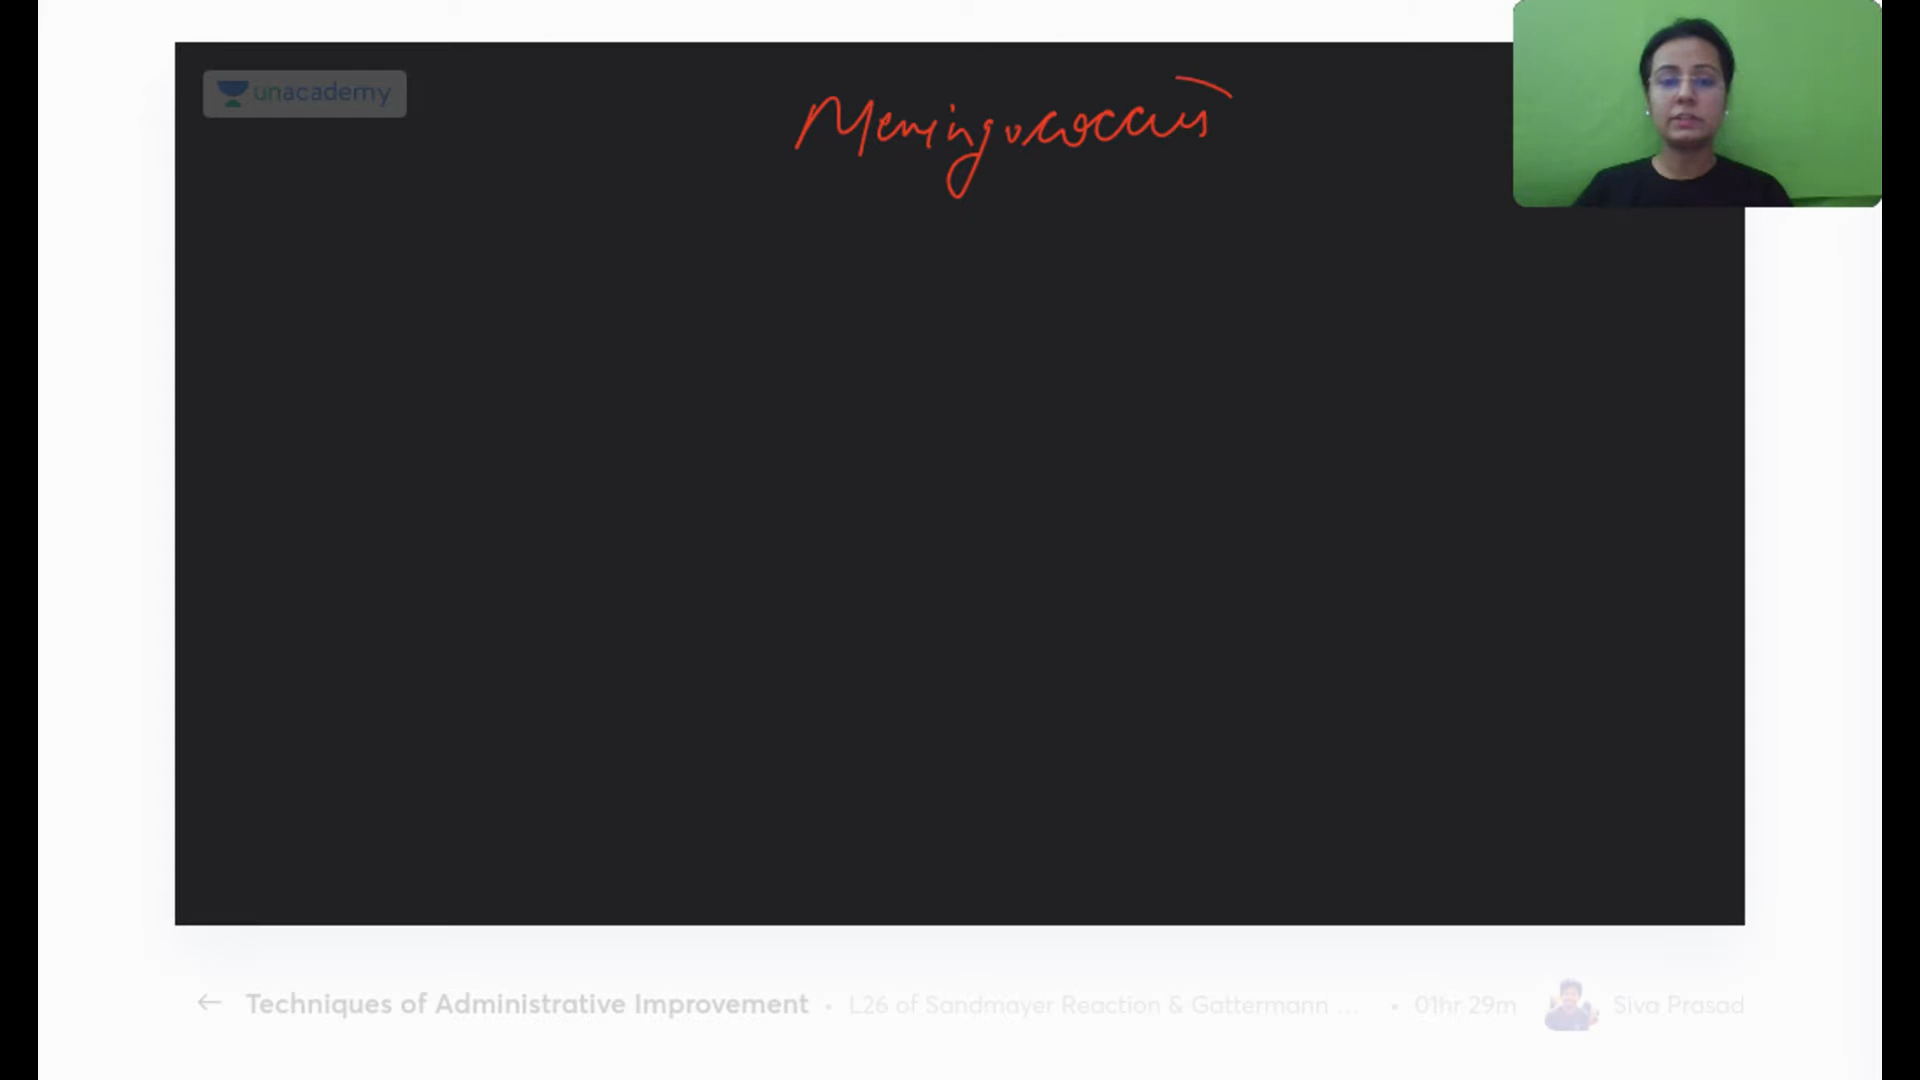 unacademy
Meningococcus
Techniques of Administrative Improvement • L26 of Sandmayer Reaction & Gattermann ... • 01hr 29m Siva Prasad